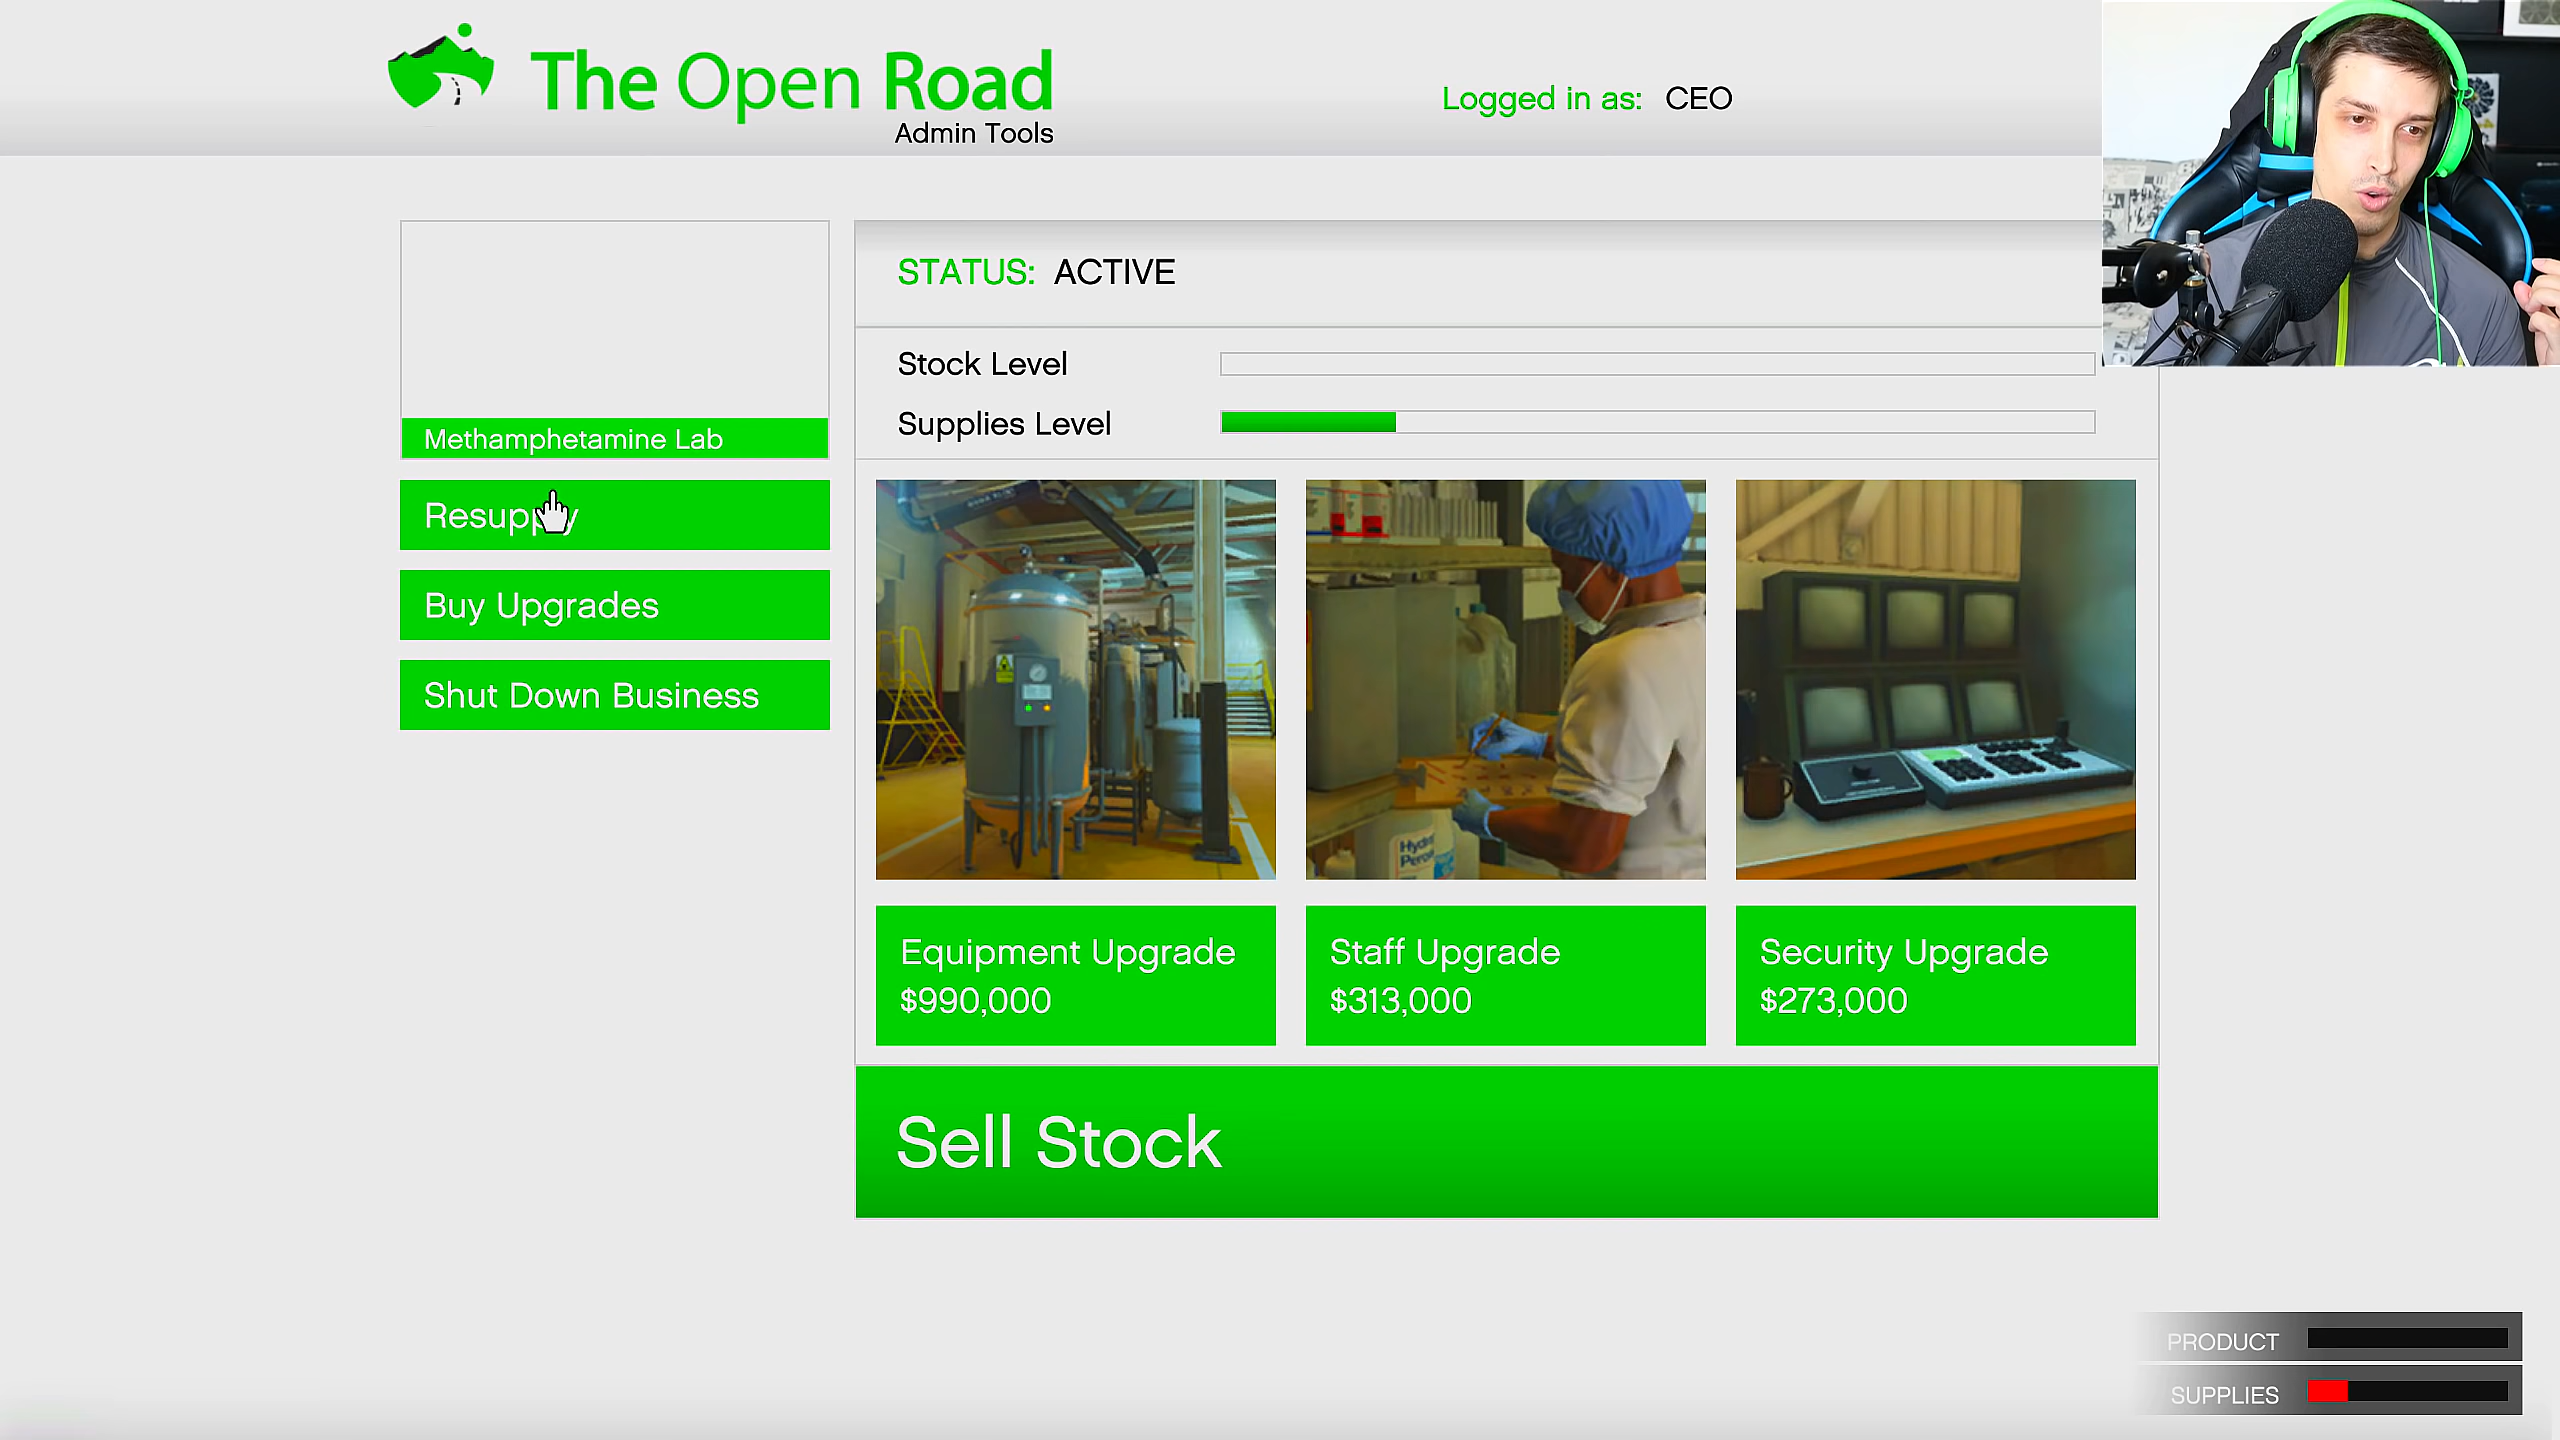 The Open Road
Admin Tools
Logged in as: CEO
Methamphetamine Lab
Resupply
Buy Upgrades
Shut Down Business
STATUS: ACTIVE
Stock Level
Supplies Level
Equipment Upgrade
$990,000
Staff Upgrade
$313,000
Security Upgrade
$273,000
Sell Stock
PRODUCT
SUPPLIES